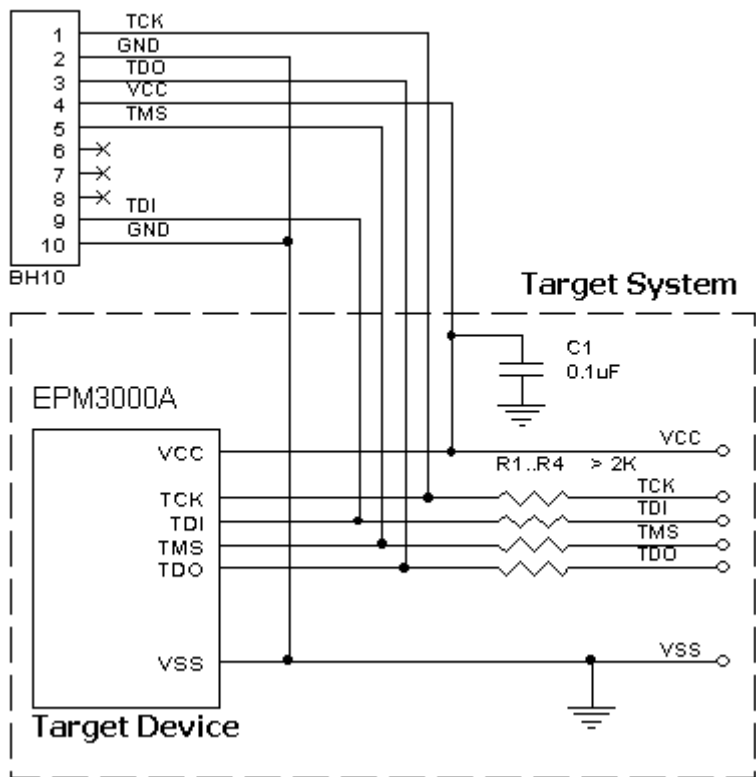 TCK
1
GND
2
TDO
3
VCC
4
TMS
5
6
7
8
TDI
9
GND
10
BH10
Target System
C1
0.1uF
EPM3000A
VCC
VCC
R1..R4 > 2K
TCK
TCK
TDI
TDI
TMS
TMS
TDO
TDO
VSS
VSS
Target Device